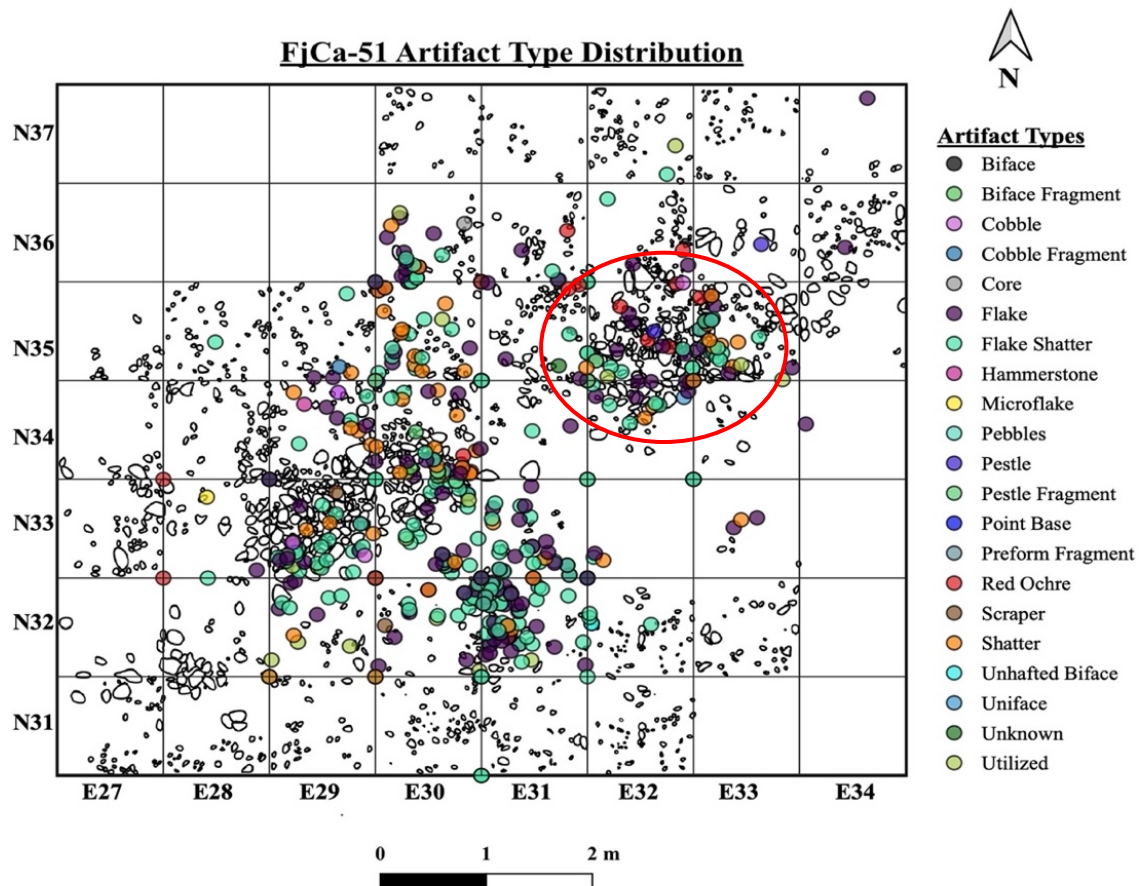 FjCa-51 Artifact Type Distribution
N
N37
N36
N35
N34
N33
N32
N31
E27 E28 E29 E30 E31 E32 E33 E34
Artifact Types
Biface
Biface Fragment
Cobble
Cobble Fragment
Core
Flake
Flake Shatter
Hammerstone
Microflake
Pebbles
Pestle
Pestle Fragment
Point Base
Preform Fragment
Red Ochre
Scraper
Shatter
Unhafted Biface
Uniface
Unknown
Utilized
0 1 2 m